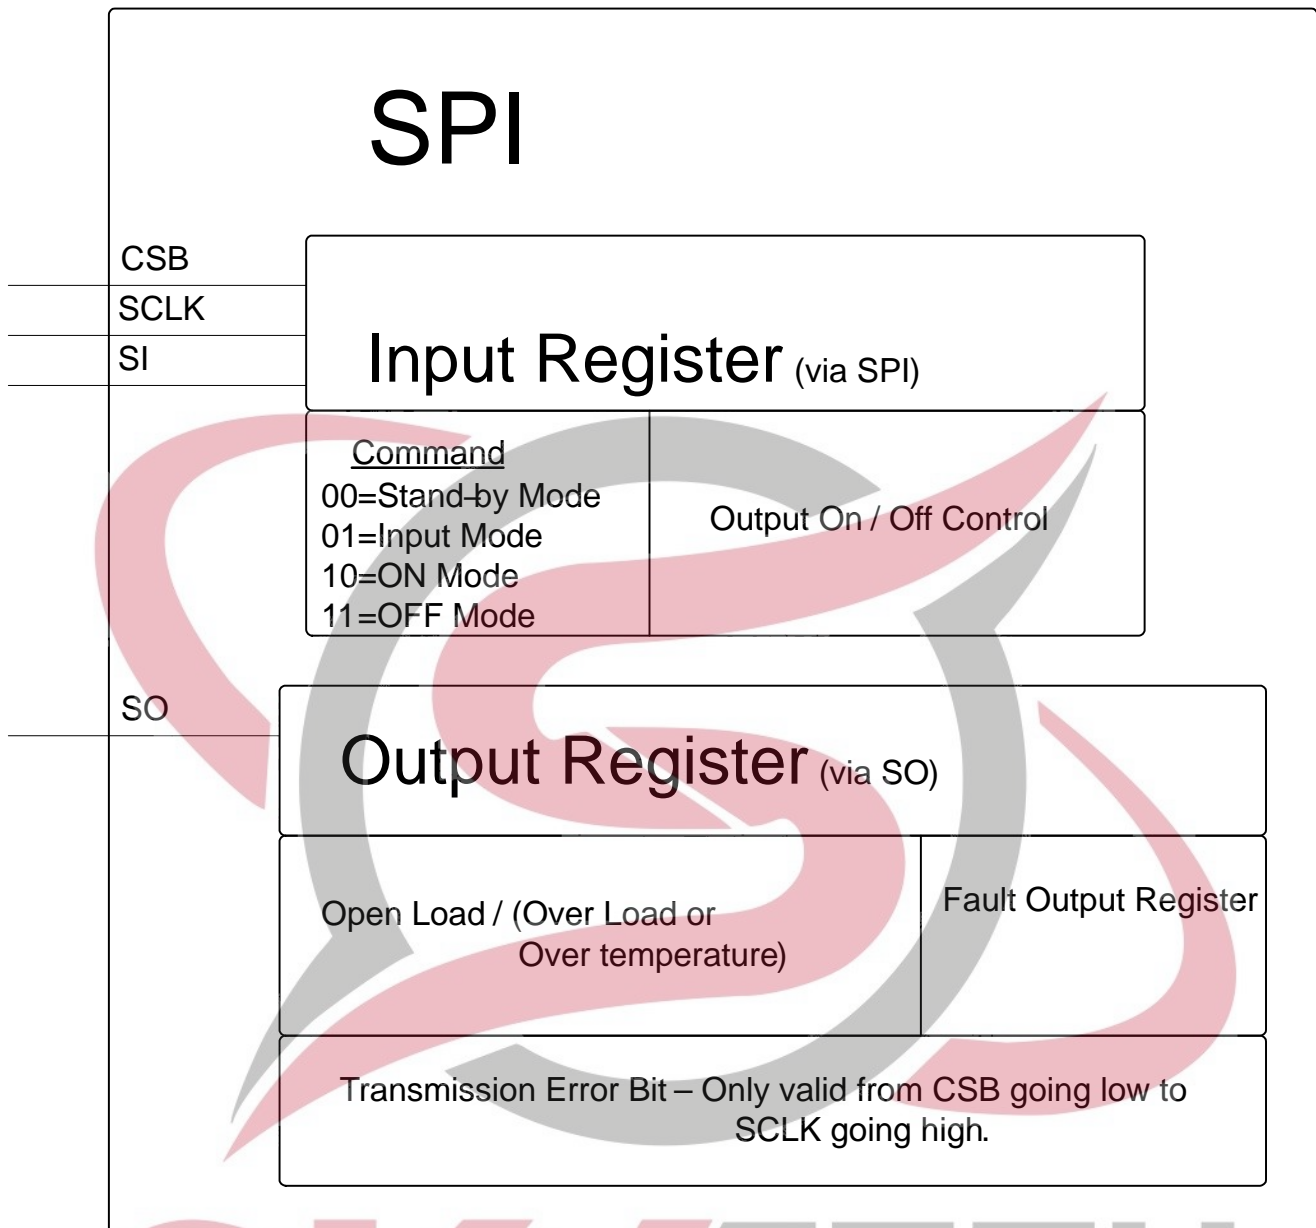 SPI
CSB
SCLK
SI
Input Register (via SPI)
Command
00=Stand-by Mode
01=Input Mode
10=ON Mode
11=OFF Mode
Output On / Off Control
SO
Output Register (via SO)
Open Load / (Over Load or
Over temperature)
Fault Output Register
Transmission Error Bit – Only valid from CSB going low to
SCLK going high.